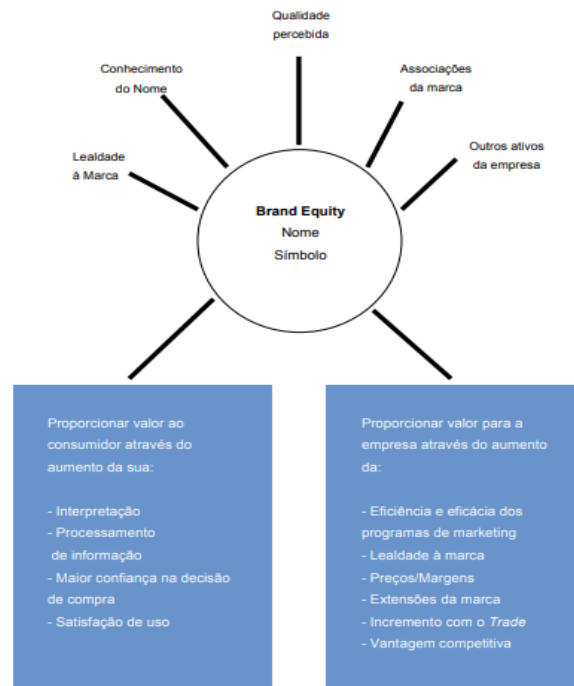 Qualidade
percebida
Conhecimento
do Nome
Associações
da marca
Lealdade
à Marca
Outros ativos
da empresa
Brand Equity
Nome
Símbolo
Proporcionar valor ao
consumidor através do
aumento da sua:
- Interpretação
- Processamento
de informação
- Maior confiança na decisão
de compra
- Satisfação de uso
Proporcionar valor para a
empresa através do aumento
da:
- Eficiência e eficácia dos
programas de marketing
- Lealdade à marca
- Preços/Margens
- Extensões da marca
- Incremento com o Trade
- Vantagem competitiva